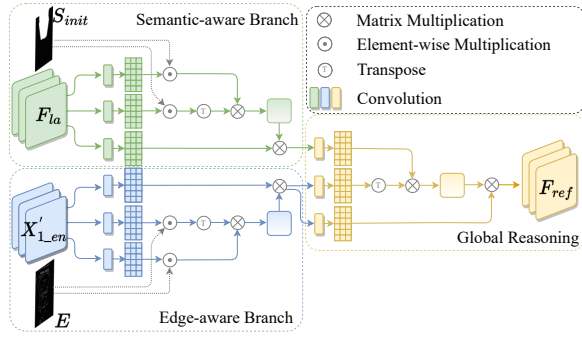 S_init
Semantic-aware Branch
F_la
T
Matrix Multiplication
Element-wise Multiplication
T Transpose
Convolution
X'_1_en
T
T
F_ref
Global Reasoning
E
Edge-aware Branch